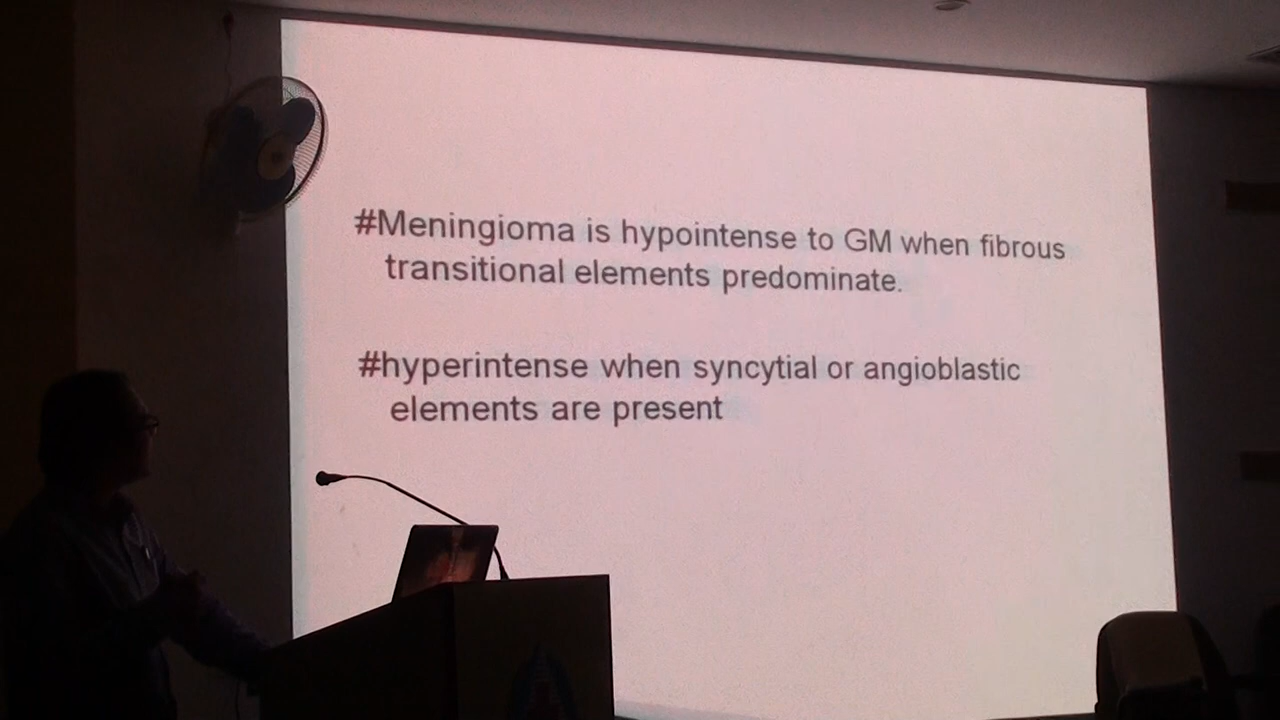 #Meningioma is hypointense to GM when fibrous
transitional elements predominate.
#hyperintense when syncytial or angioblastic
elements are present